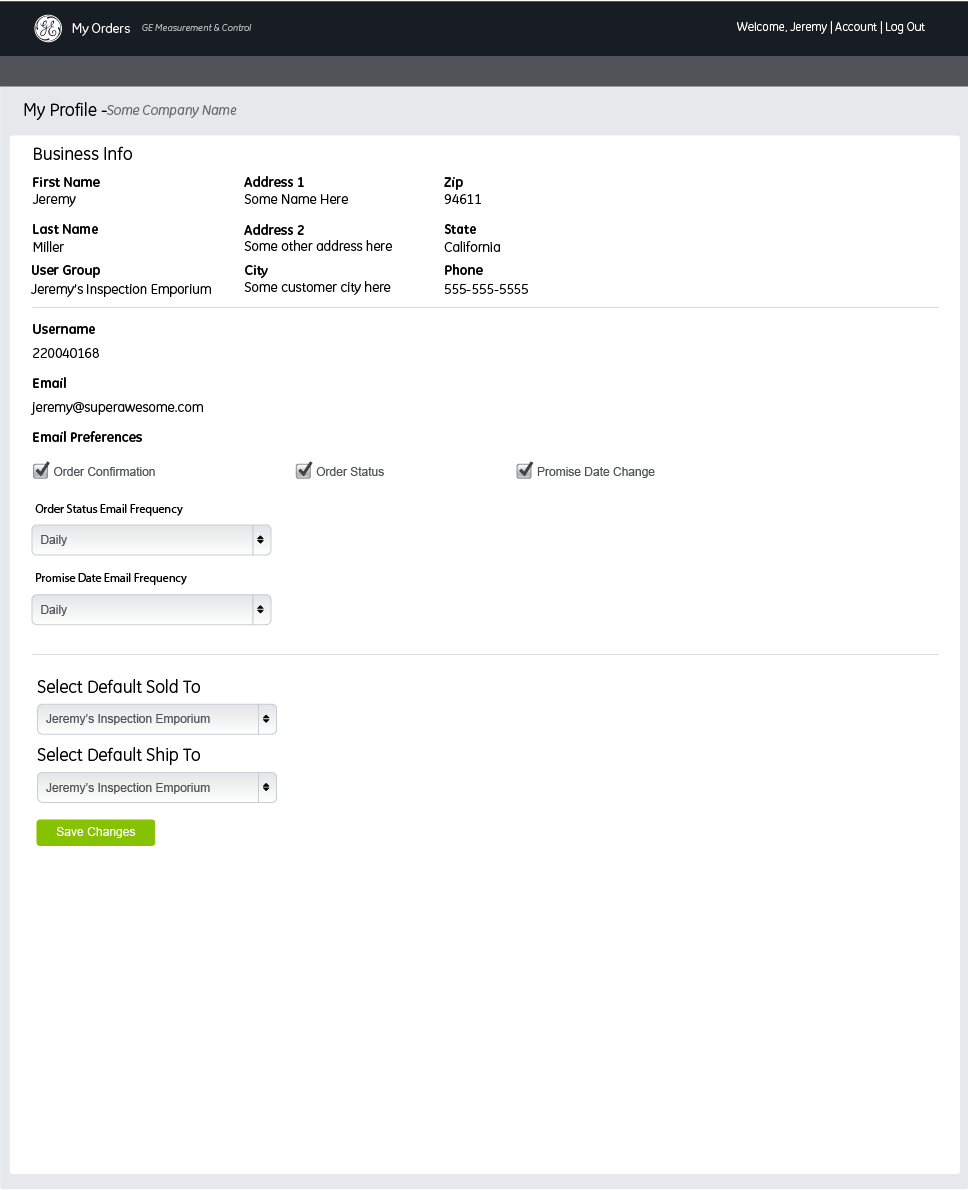 GE My Orders GE Measurement & Control Welcome, Jeremy | Account | Log Out
My Profile -Some Company Name
Business Info
First Name Address 1 Zip
Jeremy Some Name Here 94611
Last Name Address 2 State
Miller Some other address here California
User Group City Phone
Jeremy's Inspection Emporium Some customer city here 555-555-5555
Username
220040168
Email
jeremy@superawesome.com
Email Preferences
Order Confirmation Order Status Promise Date Change
Order Status Email Frequency
Daily
Promise Date Email Frequency
Daily
Select Default Sold To
Jeremy's Inspection Emporium
Select Default Ship To
Jeremy's Inspection Emporium
Save Changes